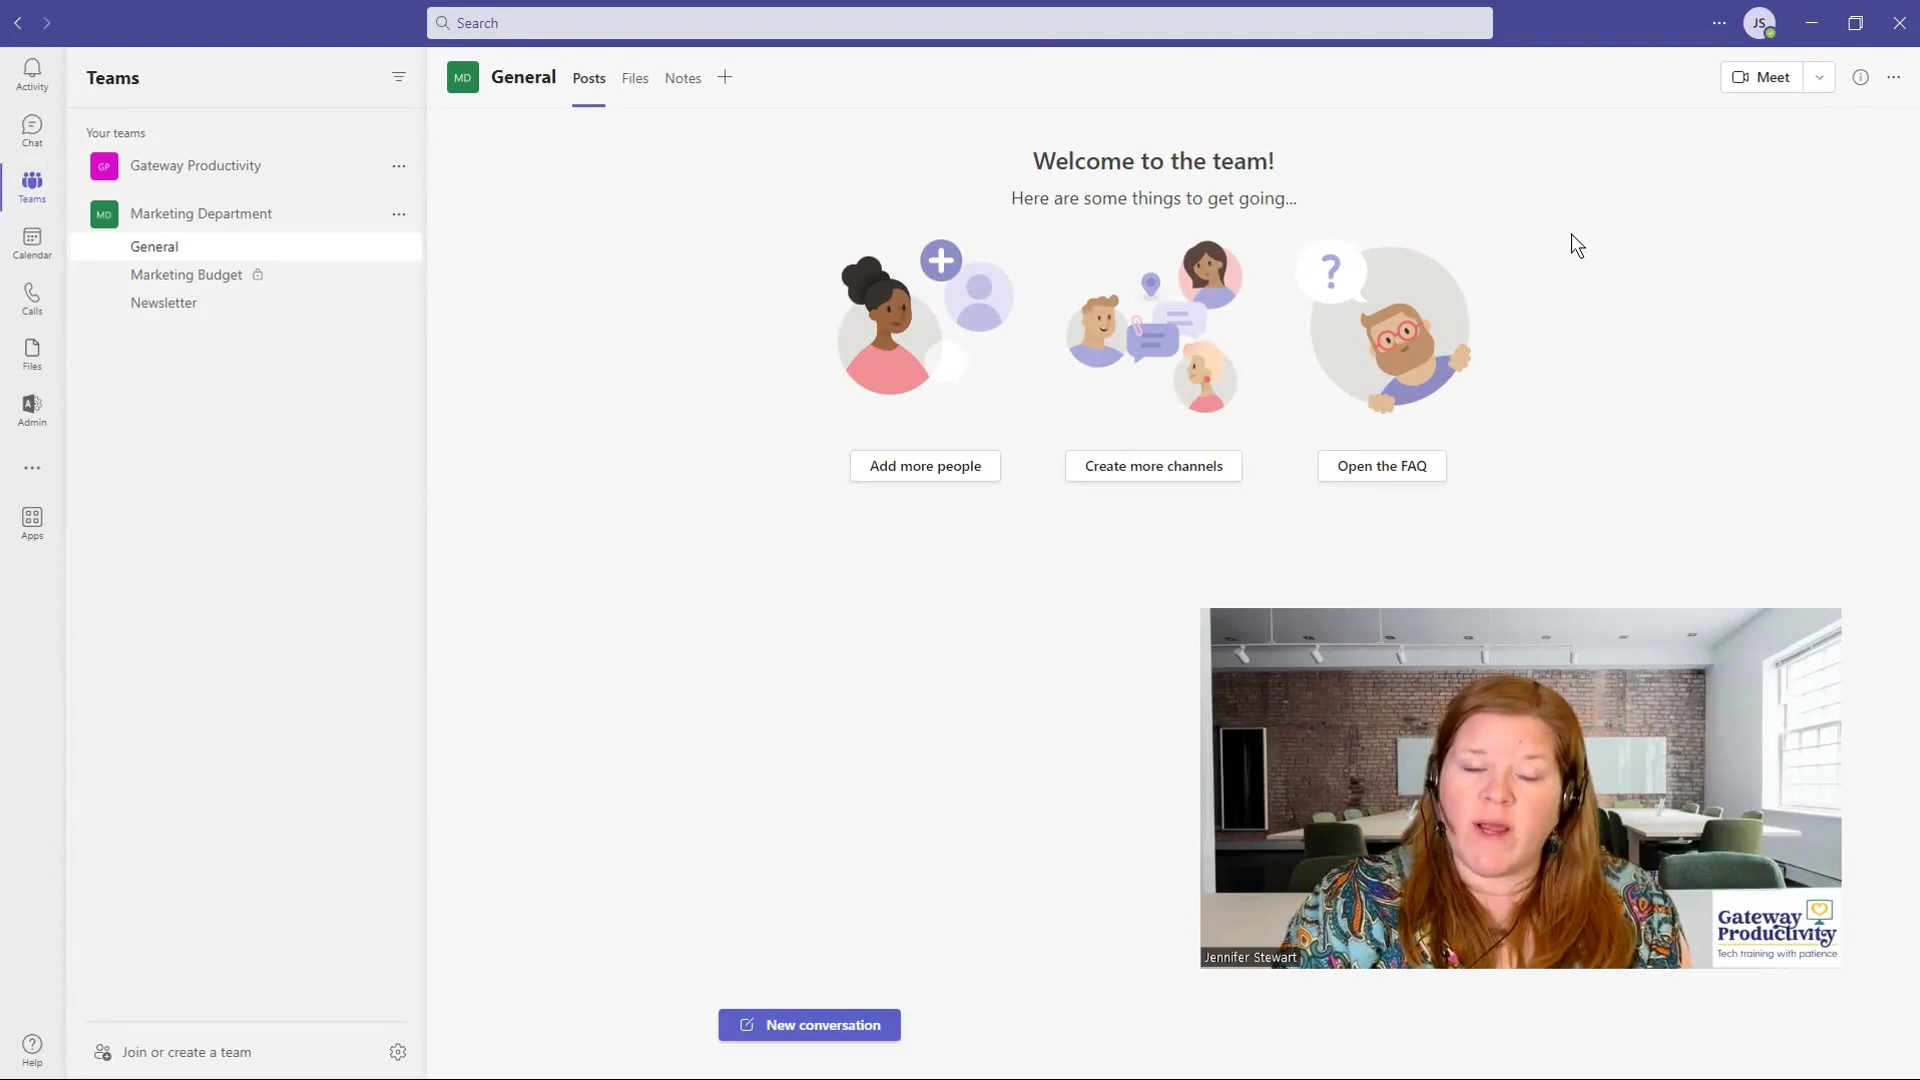 Search
JS
Activity
Chat
Teams
Calendar
Calls
Files
Admin
Apps
Help
Teams
Your teams
GP Gateway Productivity
MD Marketing Department
General
Marketing Budget
Newsletter
Join or create a team
MD General Posts Files Notes
Meet
Welcome to the team!
Here are some things to get going...
?
Add more people
Create more channels
Open the FAQ
New conversation
Jennifer Stewart
Gateway
Productivity
Tech training with patience